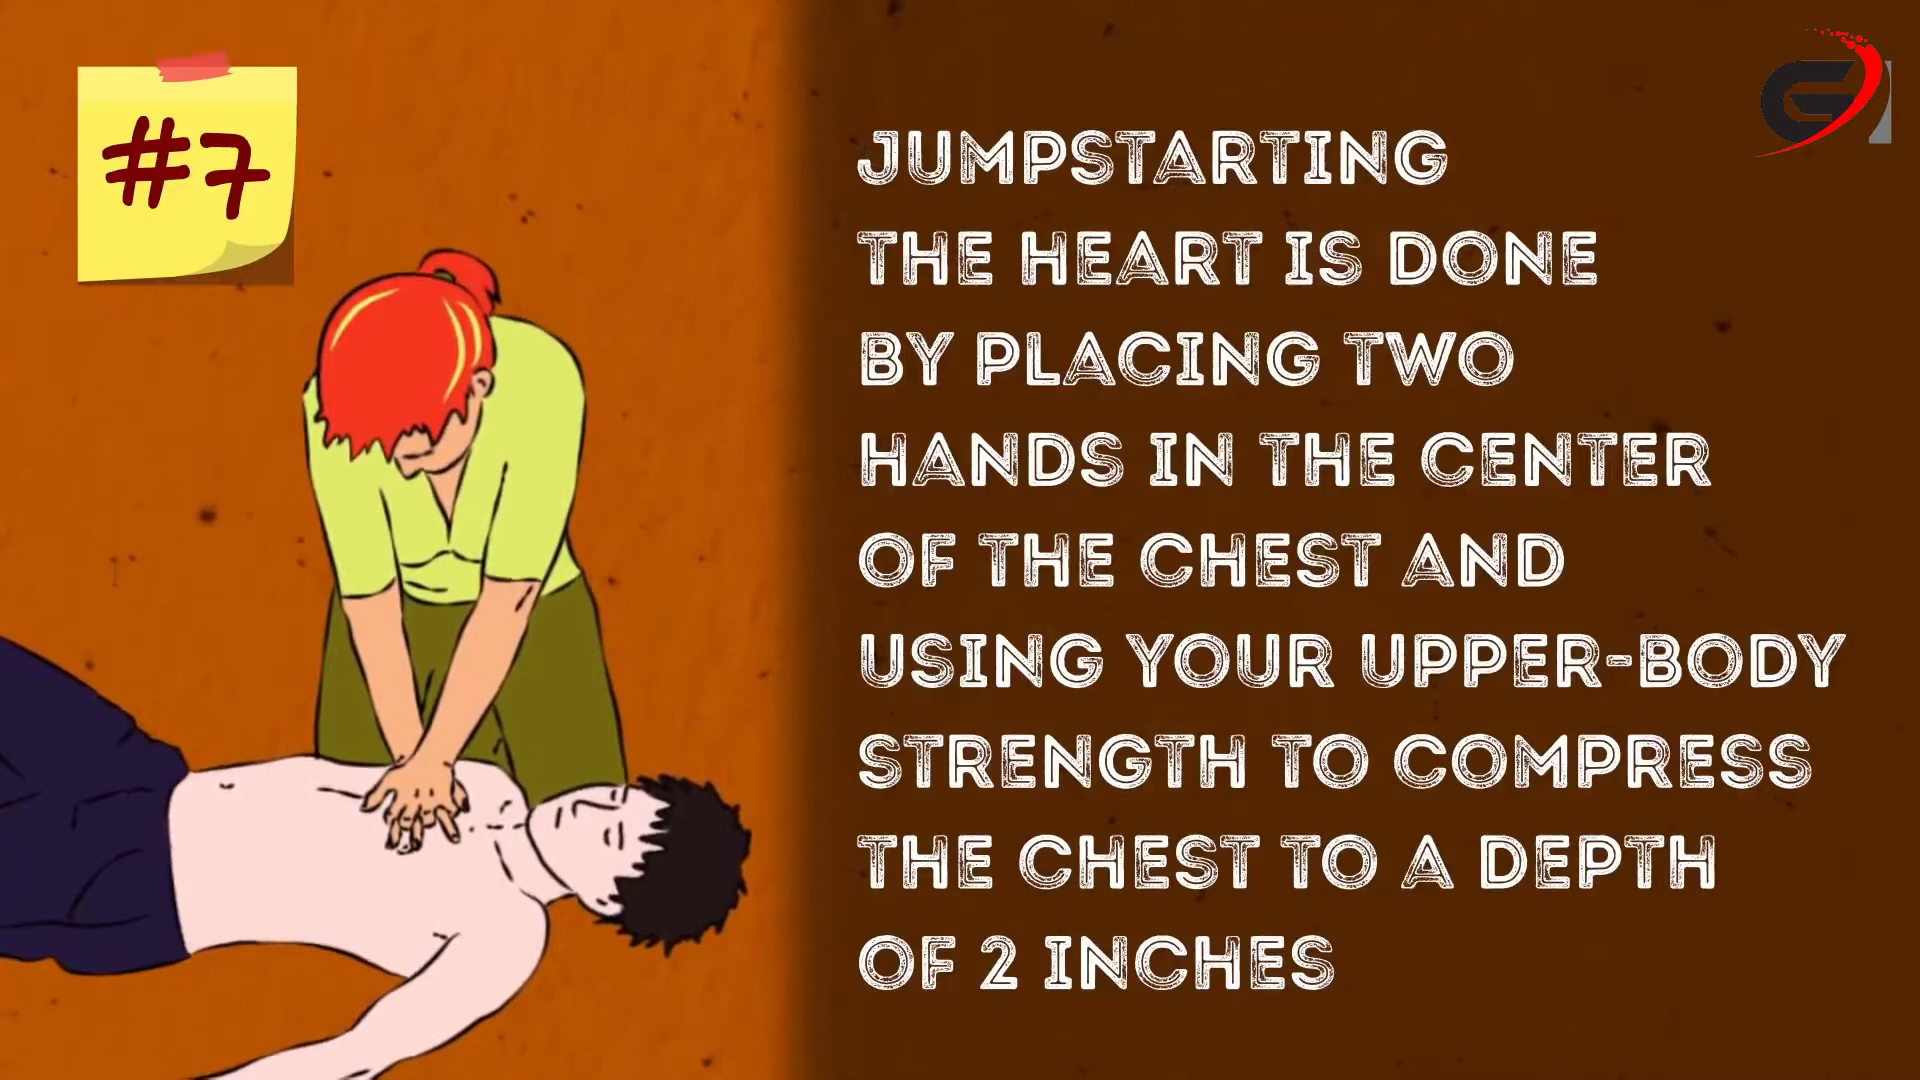 #7
JUMPSTARTING
THE HEART IS DONE
BY PLACING TWO
HANDS IN THE CENTER
OF THE CHEST AND
USING YOUR UPPER-BODY
STRENGTH TO COMPRESS
THE CHEST TO A DEPTH
OF 2 INCHES